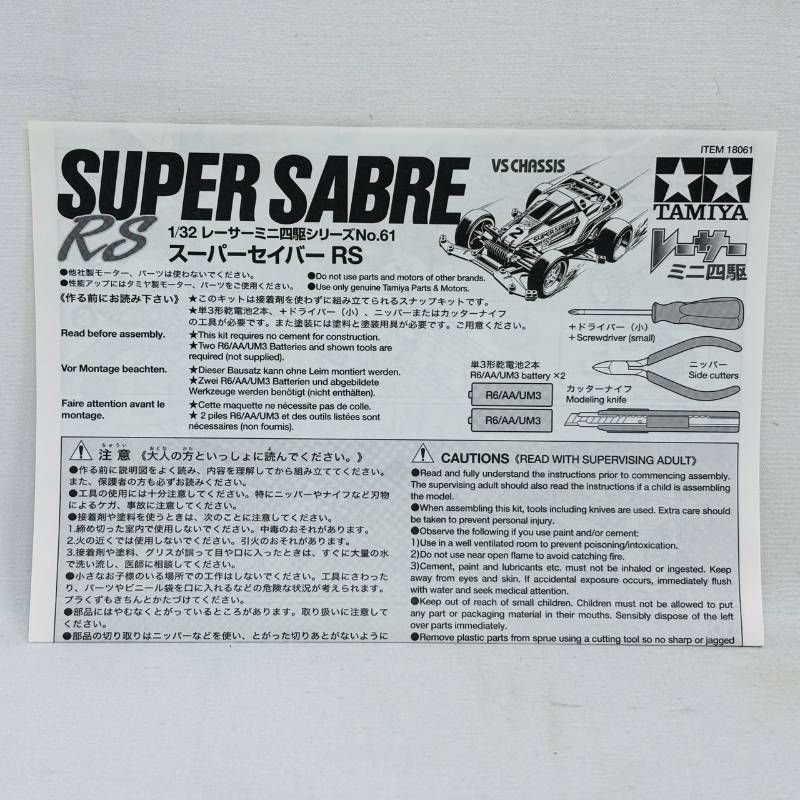 ITEM 18061
SUPER SABRE
RS
VS CHASSIS
TAMIYA
1/32 レーサーミニ四駆シリーズNo.61
スーパーセイバー RS
レーサー
ミニ四駆
2
SUPER SABRE
●他社製モーター、パーツは使わないでください。
●性能アップにはタミヤ製モーター、パーツをご使用ください。
●Do not use parts and motors of other brands.
●Use only genuine Tamiya Parts & Motors.
《作る前にお読み下さい》
★このキットは接着剤を使わずに組み立てられるスナップキットです。
★単3形乾電池2本、+ドライバー（小）、ニッパーまたはカッターナイフ
の工具が必要です。また塗装には塗料と塗装用具が必要です。ご用意ください。
Read before assembly.
★This kit requires no cement for construction.
★Two R6/AA/UM3 Batteries and shown tools are
required (not supplied).
Vor Montage beachten.
★Dieser Bausatz kann ohne Leim montiert werden.
★Zwei R6/AA/UM3 Batterien und abgebildete
Werkzeuge werden benötigt (nicht enthälten).
Faire attention avant le
montage.
★Cette maquette ne nécessite pas de colle.
★ 2 piles R6/AA/UM3 et des outils listées sont
nécessaires (non fournis).
+ドライバー（小）
+Screwdriver (small)
単3形乾電池2本
R6/AA/UM3 battery ×2
R6/AA/UM3
R6/AA/UM3
ニッパー
Side cutters
カッターナイフ
Modeling knife
注意《大人の方といっしょに読んでください。》
●作る前に説明図をよく読み、内容を理解してから組み立ててください。
また、保護者の方も必ずお読みください。
●工具の使用には十分注意してください。特にニッパーやナイフなど刃物
によるケガ、事故に注意してください。
●接着剤や塗料を使うときは、次のことに注意してください。
1.締め切った室内で使用しないでください。中毒のおそれがあります。
2.火の近くでは使用しないでください。引火のおそれがあります。
3.接着剤や塗料、グリスが誤って目や口に入ったときは、すぐに大量の水
で洗い流し、医師に相談してください。
●小さなお子様のいる場所での工作はしないでください。工具にさわった
り、パーツやビニール袋を口に入れるなどの危険な状況が考えられます。
プラくずもきちんとかたづけてください。
●部品にはやむなくとがっているところがあります。取り扱いに注意して
ください。
●部品の切り取りはニッパーなどを使い、とがった切りあとがないように
CAUTIONS (READ WITH SUPERVISING ADULT)
●Read and fully understand the instructions prior to commencing assembly.
The supervising adult should also read the instructions if a child is assembling
the model.
●When assembling this kit, tools including knives are used. Extra care should
be taken to prevent personal injury.
●Observe the following if you use paint and/or cement:
1)Use in a well ventilated room to prevent poisoning/intoxication.
2)Do not use near open flame to avoid catching fire.
3)Cement, paint and lubricants etc. must not be inhaled or ingested. Keep
away from eyes and skin. If accidental exposure occurs, immediately flush
with water and seek medical attention.
●Keep out of reach of small children. Children must not be allowed to put
any part or packaging material in their mouths. Sensibly dispose of the left
over parts immediately.
●Remove plastic parts from sprue using a cutting tool so no sharp or jagged